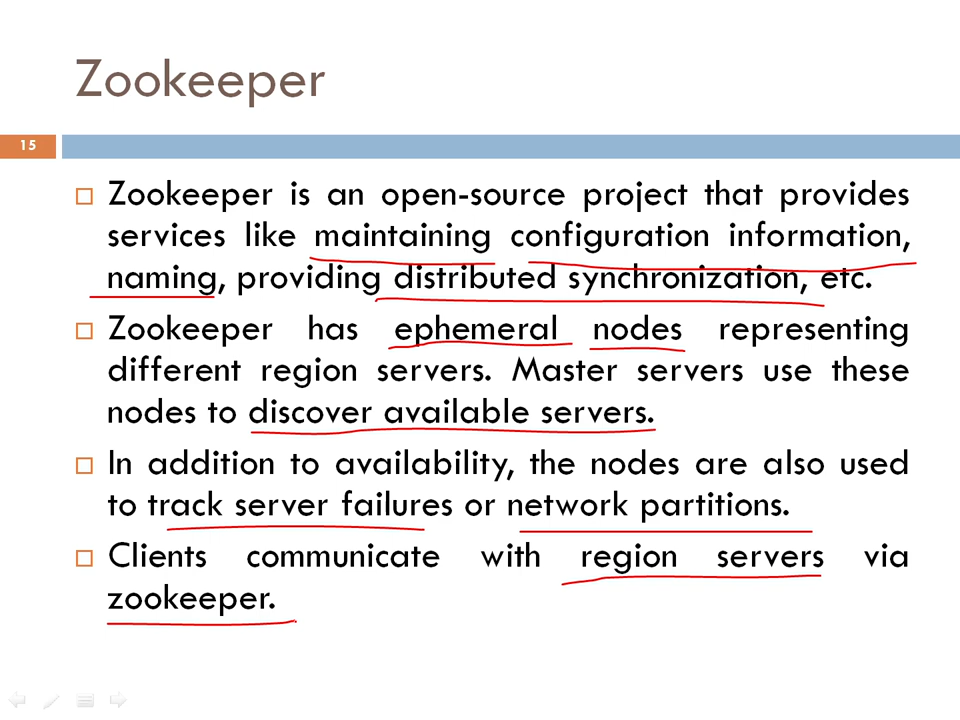 Zookeeper
15
Zookeeper is an open-source project that provides
services like maintaining configuration information,
naming, providing distributed synchronization, etc.
Zookeeper has ephemeral nodes representing
different region servers. Master servers use these
nodes to discover available servers.
In addition to availability, the nodes are also used
to track server failures or network partitions.
Clients communicate with region servers via
zookeeper.